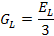 G_L = E_L / 3